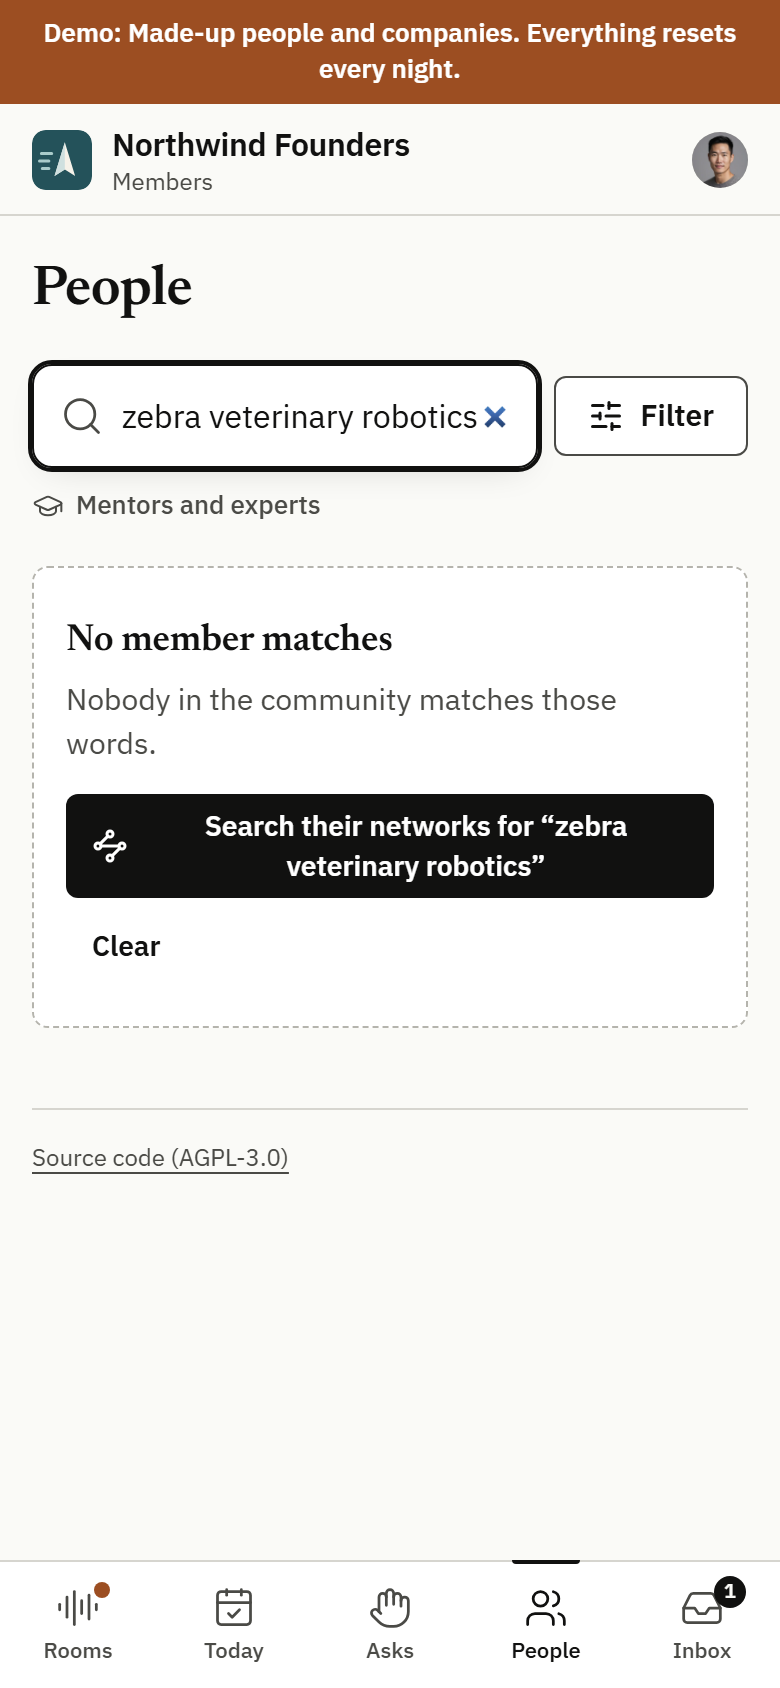 Demo: Made-up people and companies. Everything resets
every night.
Northwind Founders
Members
People
zebra veterinary robotics
Filter
Mentors and experts
No member matches
Nobody in the community matches those
words.
Search their networks for “zebra
veterinary robotics”
Clear
Source code (AGPL-3.0)
Rooms
Today
Asks
People
1
Inbox